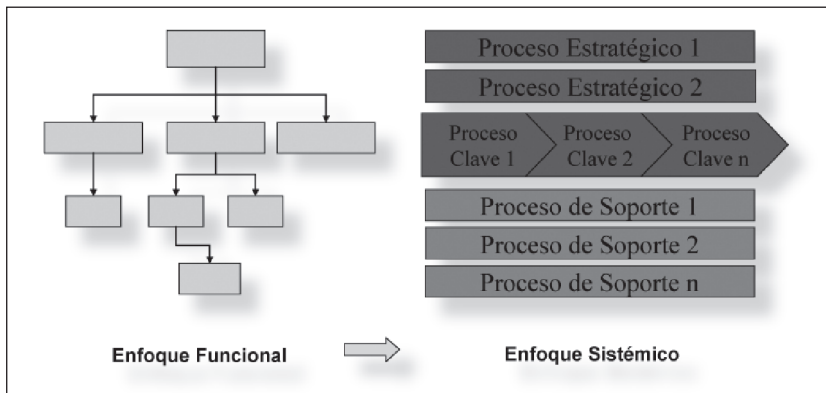 Proceso Estratégico 1
Proceso Estratégico 2
Proceso
Clave 1
Proceso
Clave 2
Proceso
Clave n
Proceso de Soporte 1
Proceso de Soporte 2
Proceso de Soporte n
Enfoque Funcional
Enfoque Sistémico